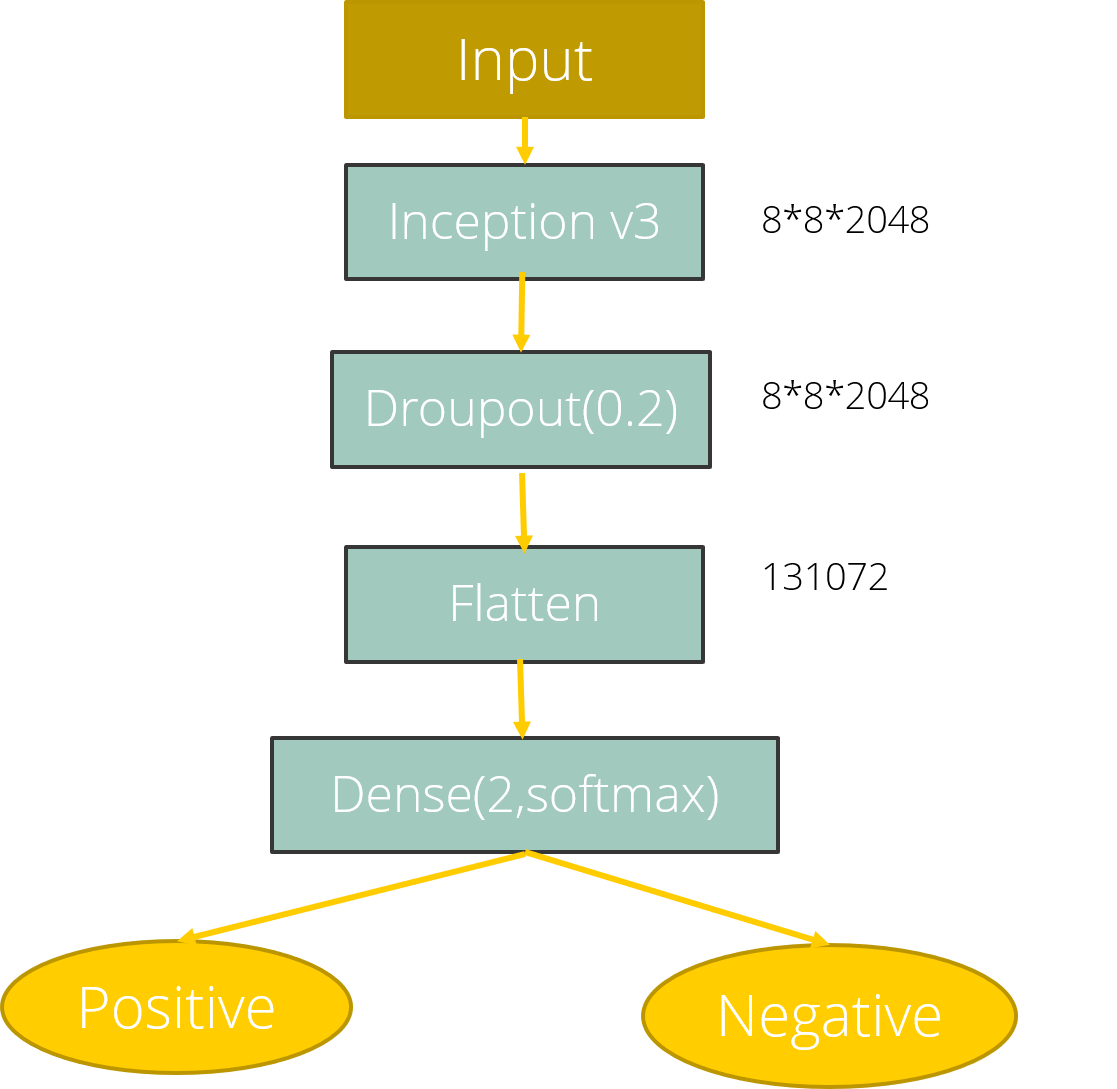 Input
Inception v3
8*8*2048
Droupout(0.2)
8*8*2048
Flatten
131072
Dense(2,softmax)
Positive
Negative